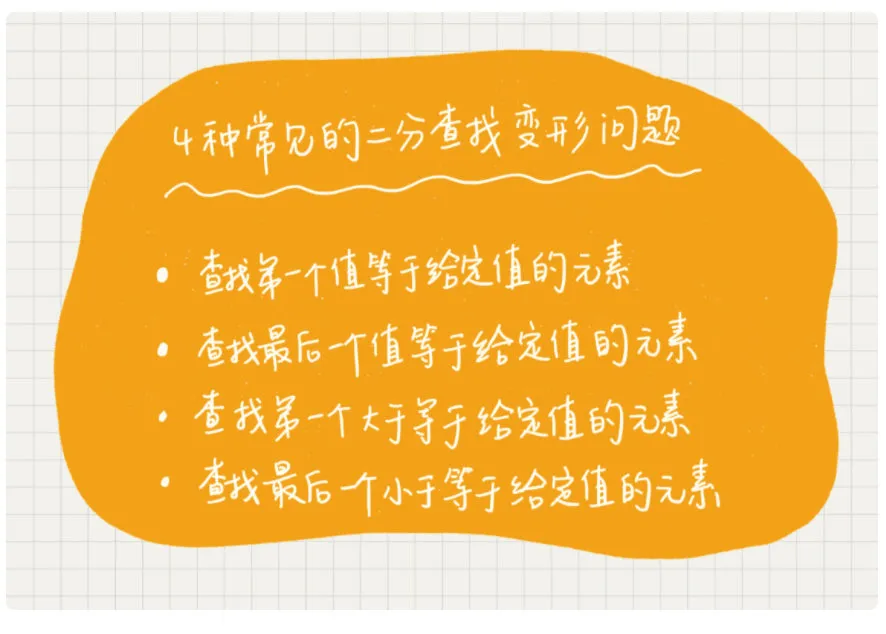 4种常见的二分查找变形问题
查找第一个值等于给定值的元素
查找最后一个值等于给定值的元素
查找第一个大于等于给定值的元素
查找最后一个小于等于给定值的元素